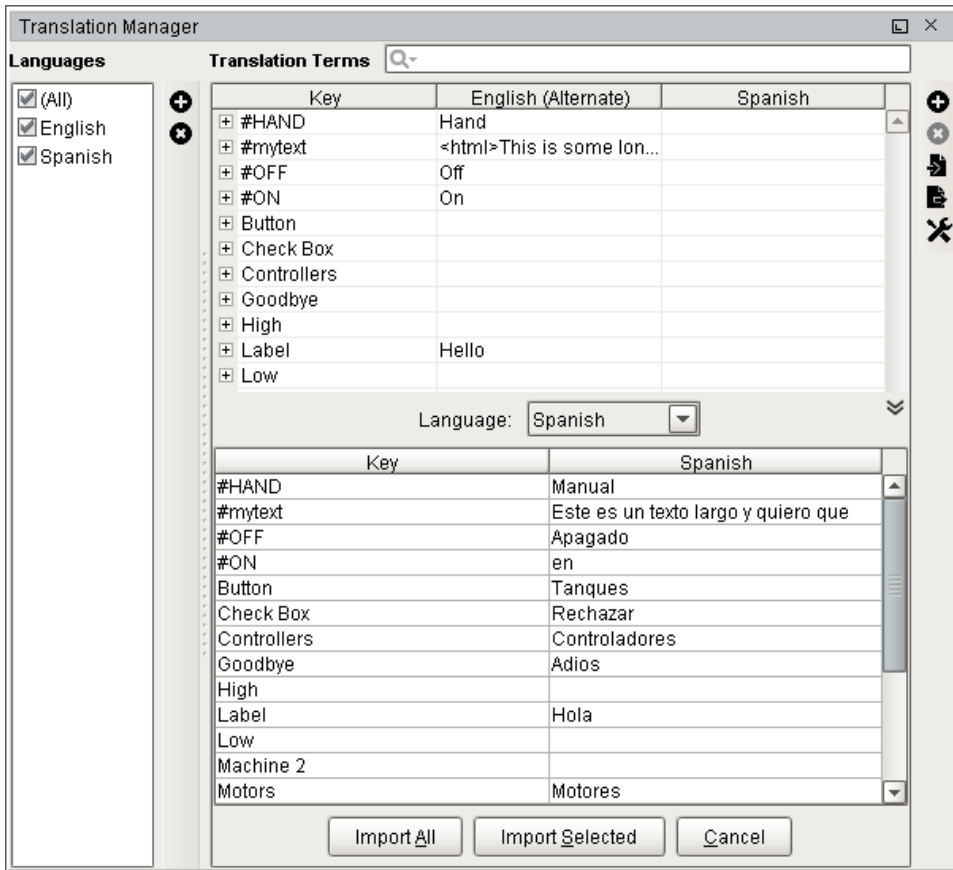 Translation Manager
Languages
Translation Terms
(All)
English
Spanish
Key English (Alternate) Spanish
#HAND Hand
#mytext <html>This is some lon...
#OFF Off
#ON On
Button
Check Box
Controllers
Goodbye
High
Label Hello
Low
Language: Spanish
Key Spanish
#HAND Manual
#mytext Este es un texto largo y quiero que
#OFF Apagado
#ON en
Button Tanques
Check Box Rechazar
Controllers Controladores
Goodbye Adios
High
Label Hola
Low
Machine 2
Motors Motores
Import All Import Selected Cancel